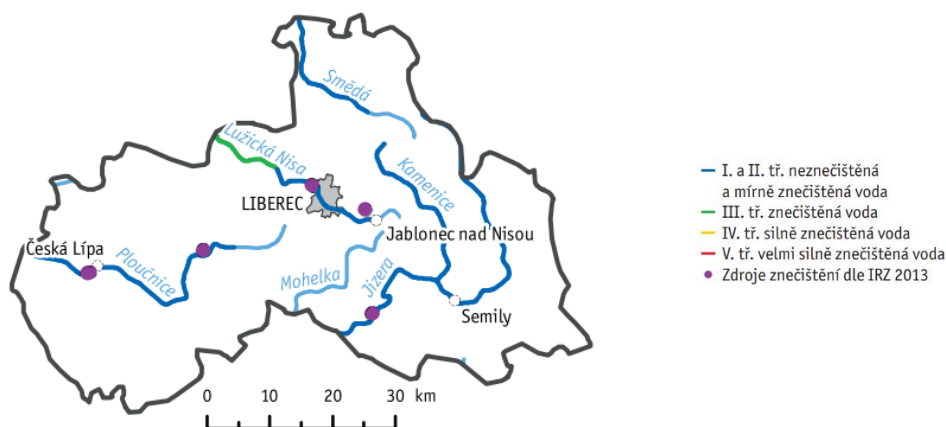 Smědá
Lužická Nisa
Kamenice
LIBEREC
Jablonec nad Nisou
Česká Lípa
Ploučnice
Mohelka
Jizera
Semily
0 10 20 30 km
I. a II. tř. neznečištěná
a mírně znečištěná voda
III. tř. znečištěná voda
IV. tř. silně znečištěná voda
V. tř. velmi silně znečištěná voda
Zdroje znečištění dle IRZ 2013